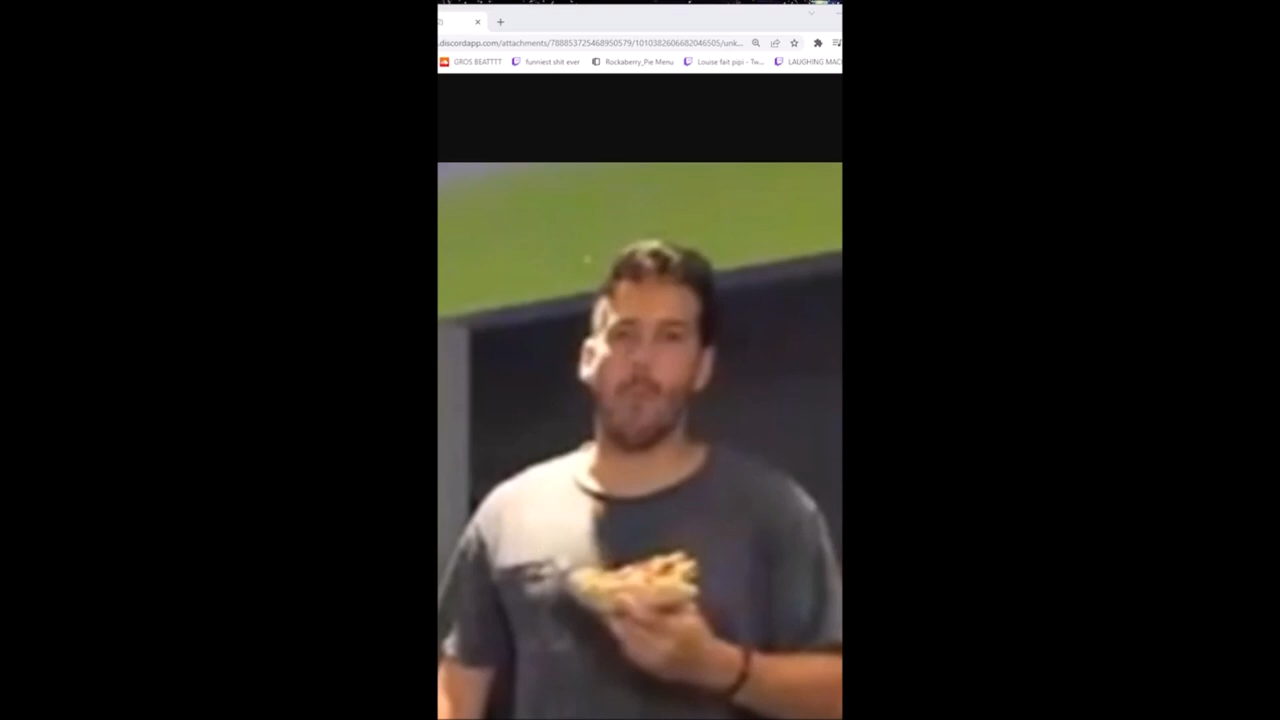 2)
.discordapp.com/attachments/788853725468950579/1010382606682046505/unk...
GROS BEATTTT funniest shit ever Rockaberry_Pie Menu Louise fait pipi - Tw... LAUGHING MAC